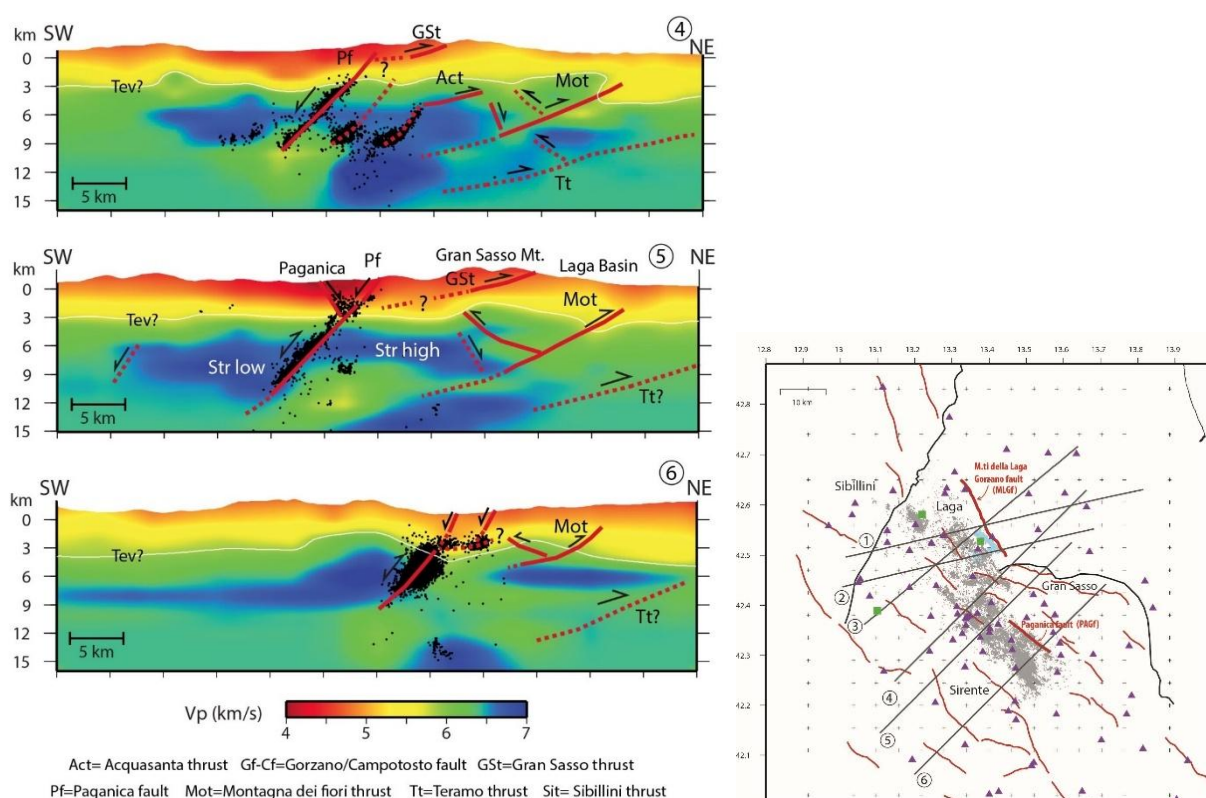 km SW
④
NE
GSt
Pf
?
Act
Mot
Tev?
Tt
0
3
6
9
12
15
5 km
SW
⑤
NE
km
Paganica
Pf
Gran Sasso Mt.
Laga Basin
GSt
?
Mot
Tev?
Str low
Str high
Tt?
0
3
6
9
12
15
5 km
SW
⑥
NE
km
Mot
?
Tev?
Tt?
0
3
6
9
12
15
5 km
Vp (km/s)
4 5 6 7
Act= Acquasanta thrust Gf-Cf=Gorzano/Campotosto fault GSt=Gran Sasso thrust
Pf=Paganica fault Mot=Montagna dei fiori thrust Tt=Teramo thrust Sit= Sibillini thrust
12.8 12.9 13 13.1 13.2 13.3 13.4 13.5 13.6 13.7 13.8 13.9
10 km
42.8
42.7
42.6
42.5
42.4
42.3
42.2
42.1
M.ti della Laga
Gorzano fault
(MLGf)
Sibillini
Laga
①
②
③
Gran Sasso
Paganica fault (PAGf)
Sirente
④
⑤
⑥